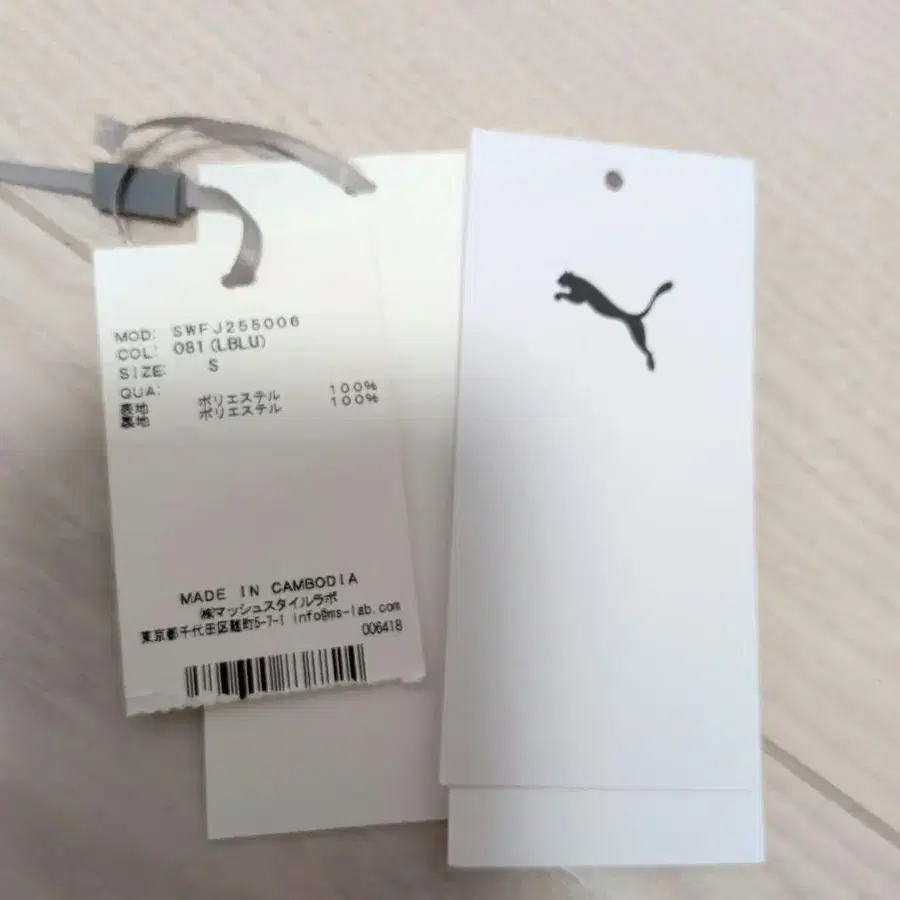 MOD: SWFJ255006
COL: 081(LBLU)
SIZE: S
QUA:
表地 ポリエステル 100%
裏地 ポリエステル 100%
MADE IN CAMBODIA
㈱マッシュスタイルラボ
東京都千代田区麹町5-7-1 info@ms-lab.com
006418